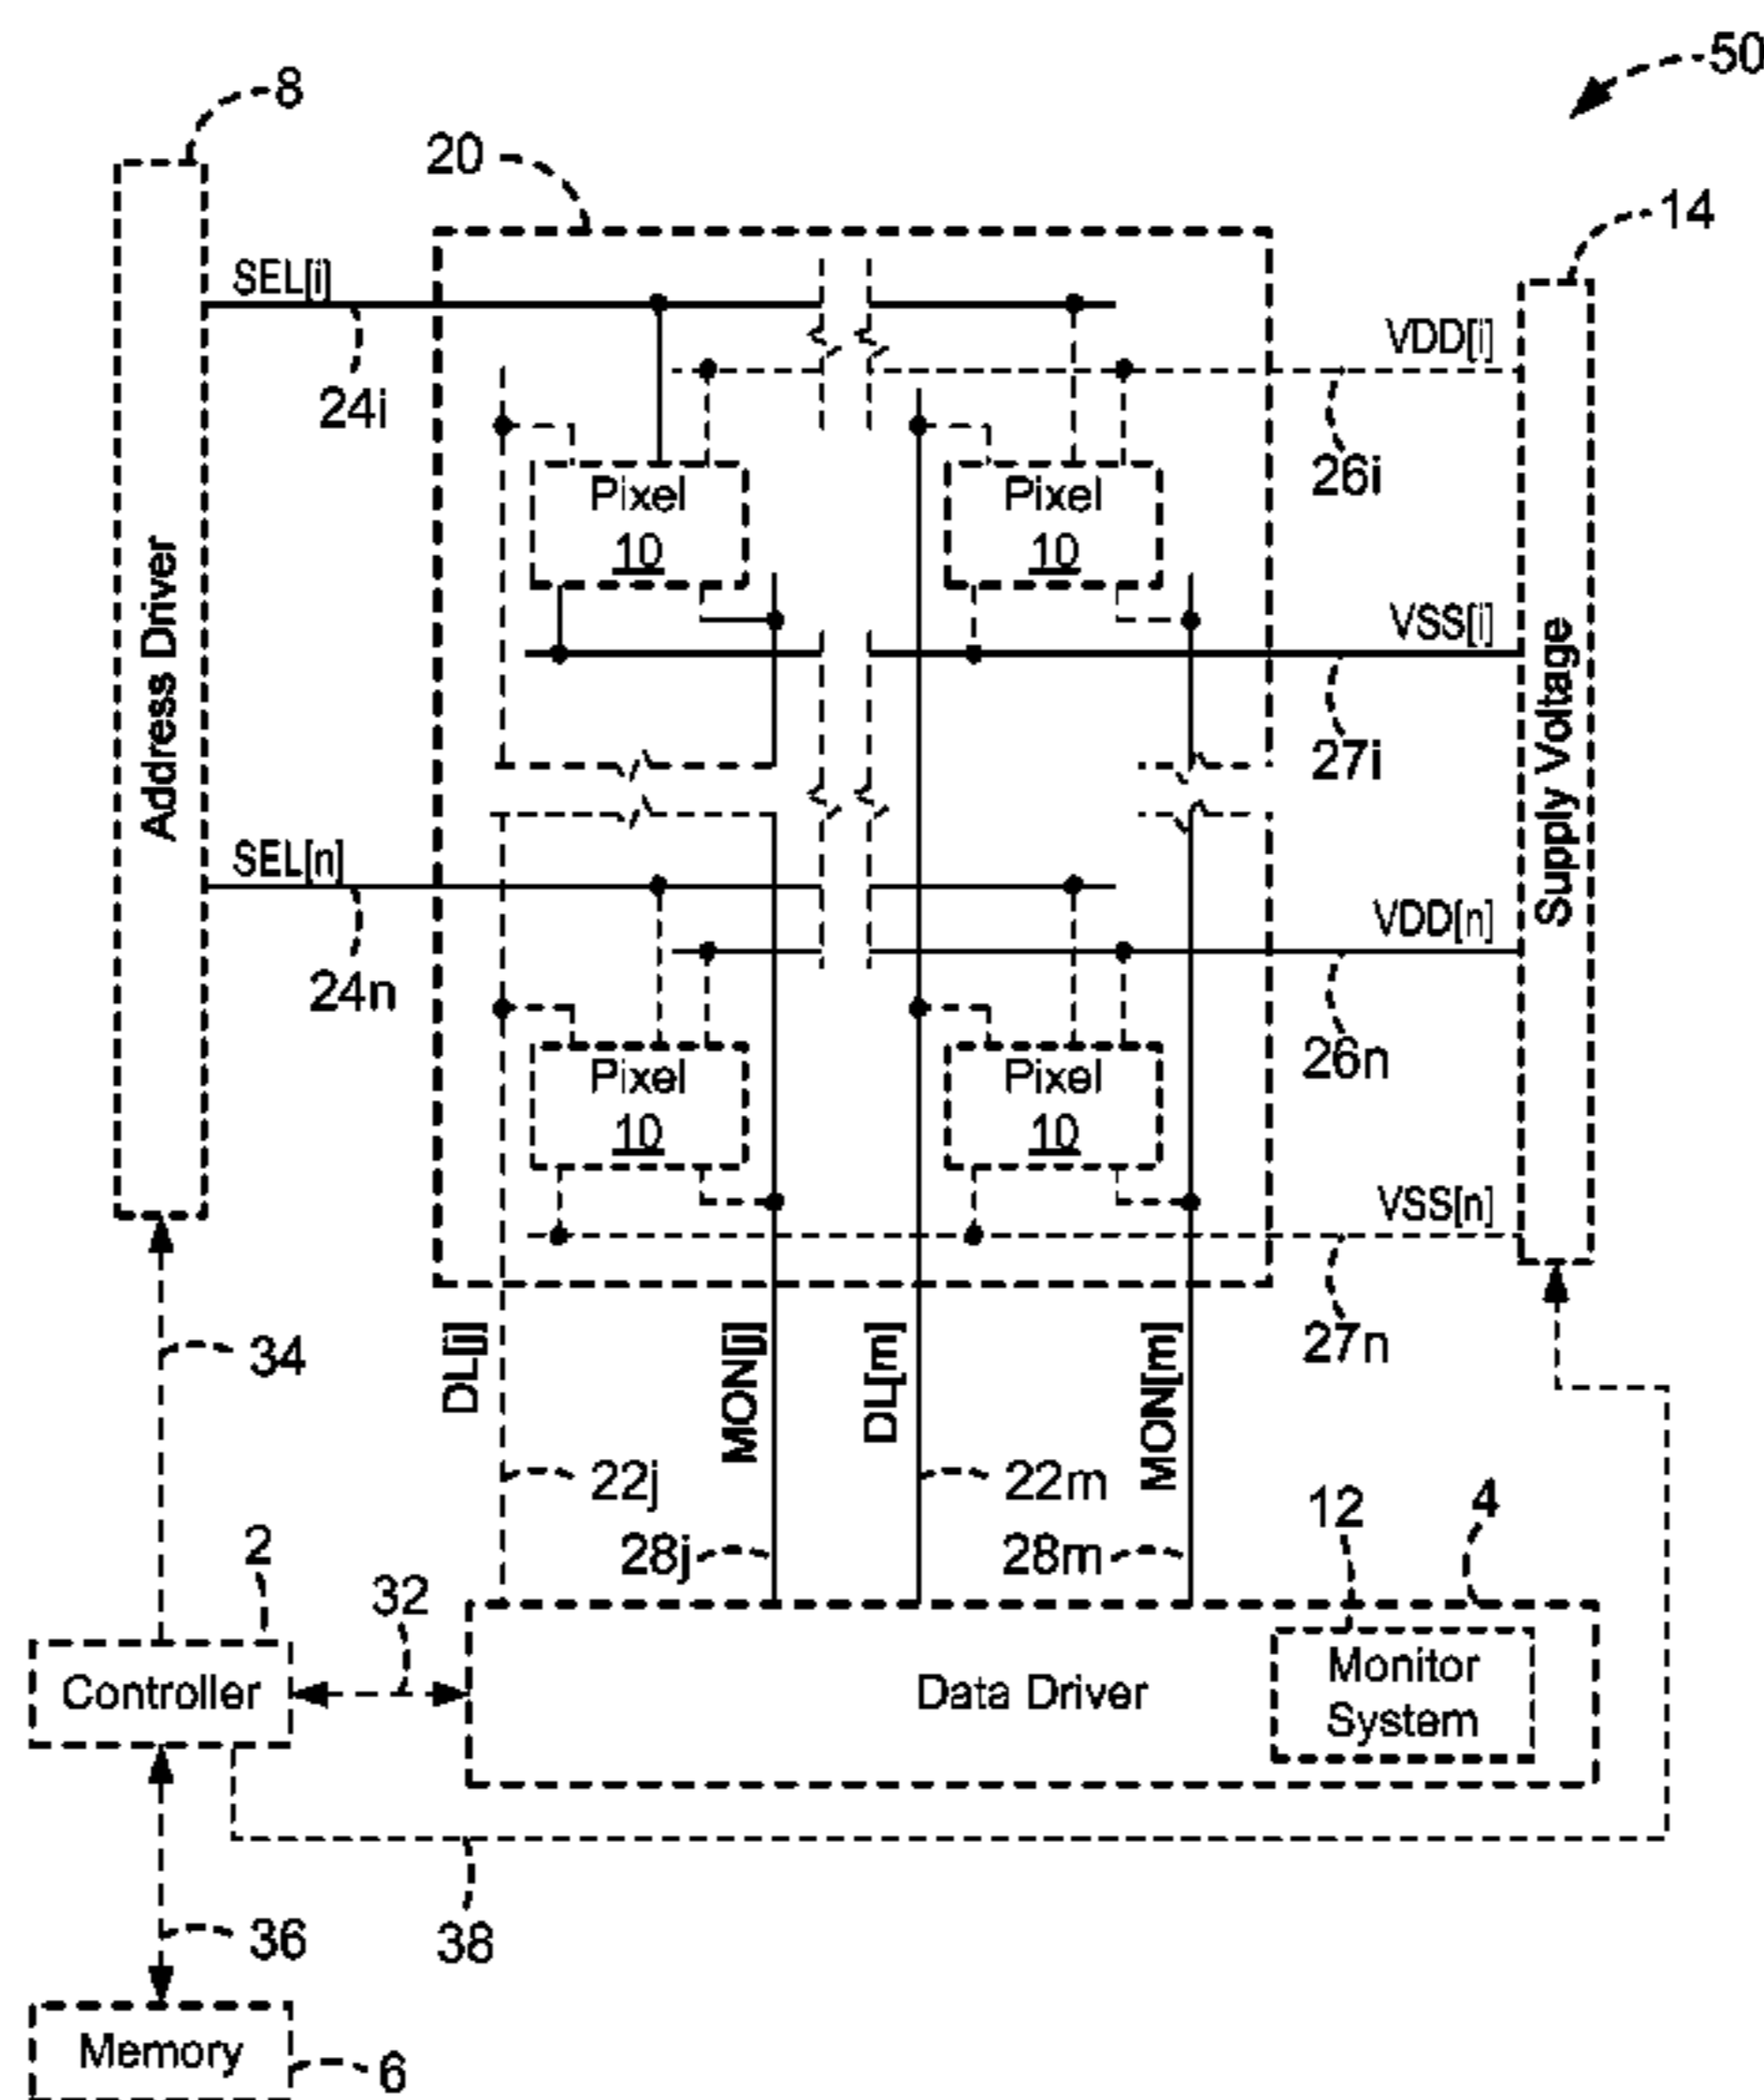 50
8
20
14
SEL[i]
VDD[i]
24i
26i
Pixel
10
Pixel
10
VSS[i]
27i
Address Driver
Supply Voltage
SEL[n]
VDD[n]
24n
26n
Pixel
10
Pixel
10
VSS[n]
27n
34
DL[j]
MON[j]
DL[m]
MON[m]
22j
22m
28j
28m
12
4
2
32
Controller
Data Driver
Monitor
System
36
38
Memory
6